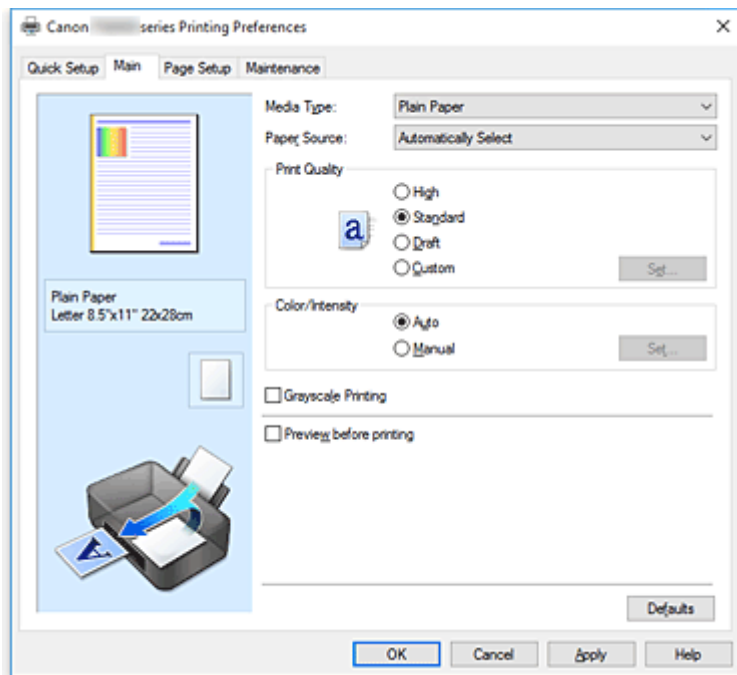 Canon series Printing Preferences
Quick Setup Main Page Setup Maintenance
Media Type: Plain Paper
Paper Source: Automatically Select
Print Quality
High
a Standard
Draft
Custom Set...
Plain Paper
Letter 8.5"x11" 22x28cm
Color/Intensity
Auto
Manual Set...
Grayscale Printing
Preview before printing
A
Defaults
OK Cancel Apply Help